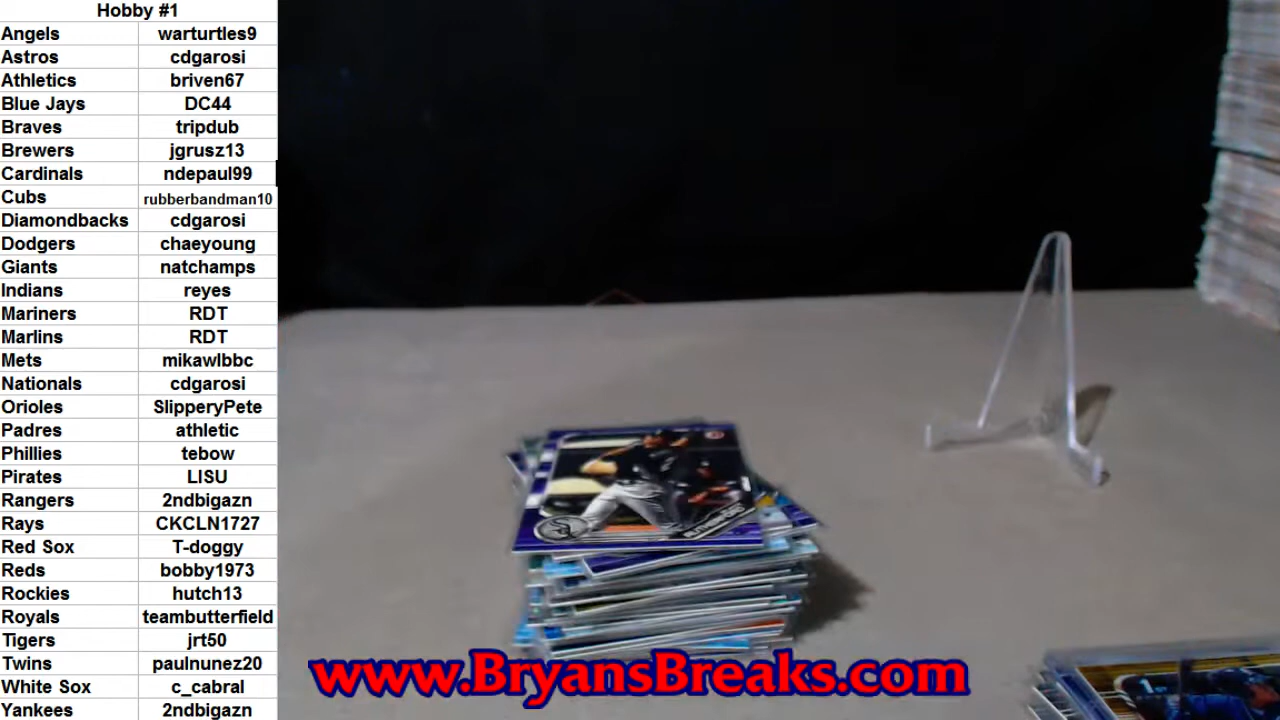 Hobby #1
Angels warturtles9
Astros cdgarosi
Athletics briven67
Blue Jays DC44
Braves tripdub
Brewers jgrusz13
Cardinals ndepaul99
Cubs rubberbandman10
Diamondbacks cdgarosi
Dodgers chaeyoung
Giants natchamps
Indians reyes
Mariners RDT
Marlins RDT
Mets mikawlbbc
Nationals cdgarosi
Orioles SlipperyPete
Padres athletic
Phillies tebow
Pirates LISU
Rangers 2ndbigazn
Rays CKCLN1727
Red Sox T-doggy
Reds bobby1973
Rockies hutch13
Royals teambutterfield
Tigers jrt50
Twins paulnunez20
White Sox c_cabral
Yankees 2ndbigazn
www.BryansBreaks.com